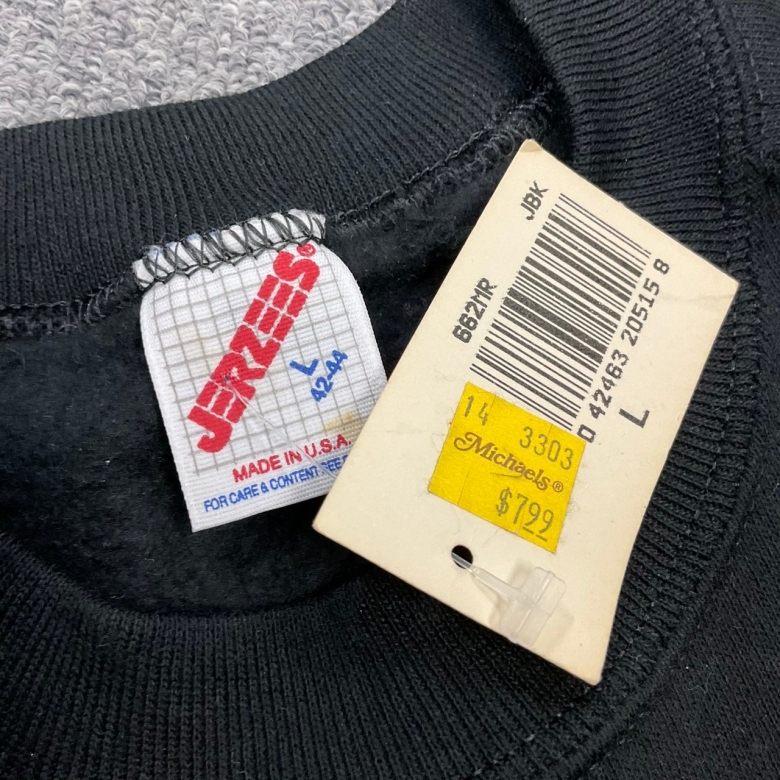 JERZEES®
L
42-44
MADE IN U.S.A.
FOR CARE & CONTENT SEE
JBK
662MR
0 42463 20515 8
L
14 3303
Michaels®
$7.99